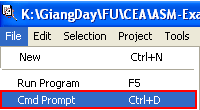 K:\GiangDay\FU\CEA\ASM-Exa
File Edit Selection Project Tools
New Ctrl+N
Run Program F5
Cmd Prompt Ctrl+D